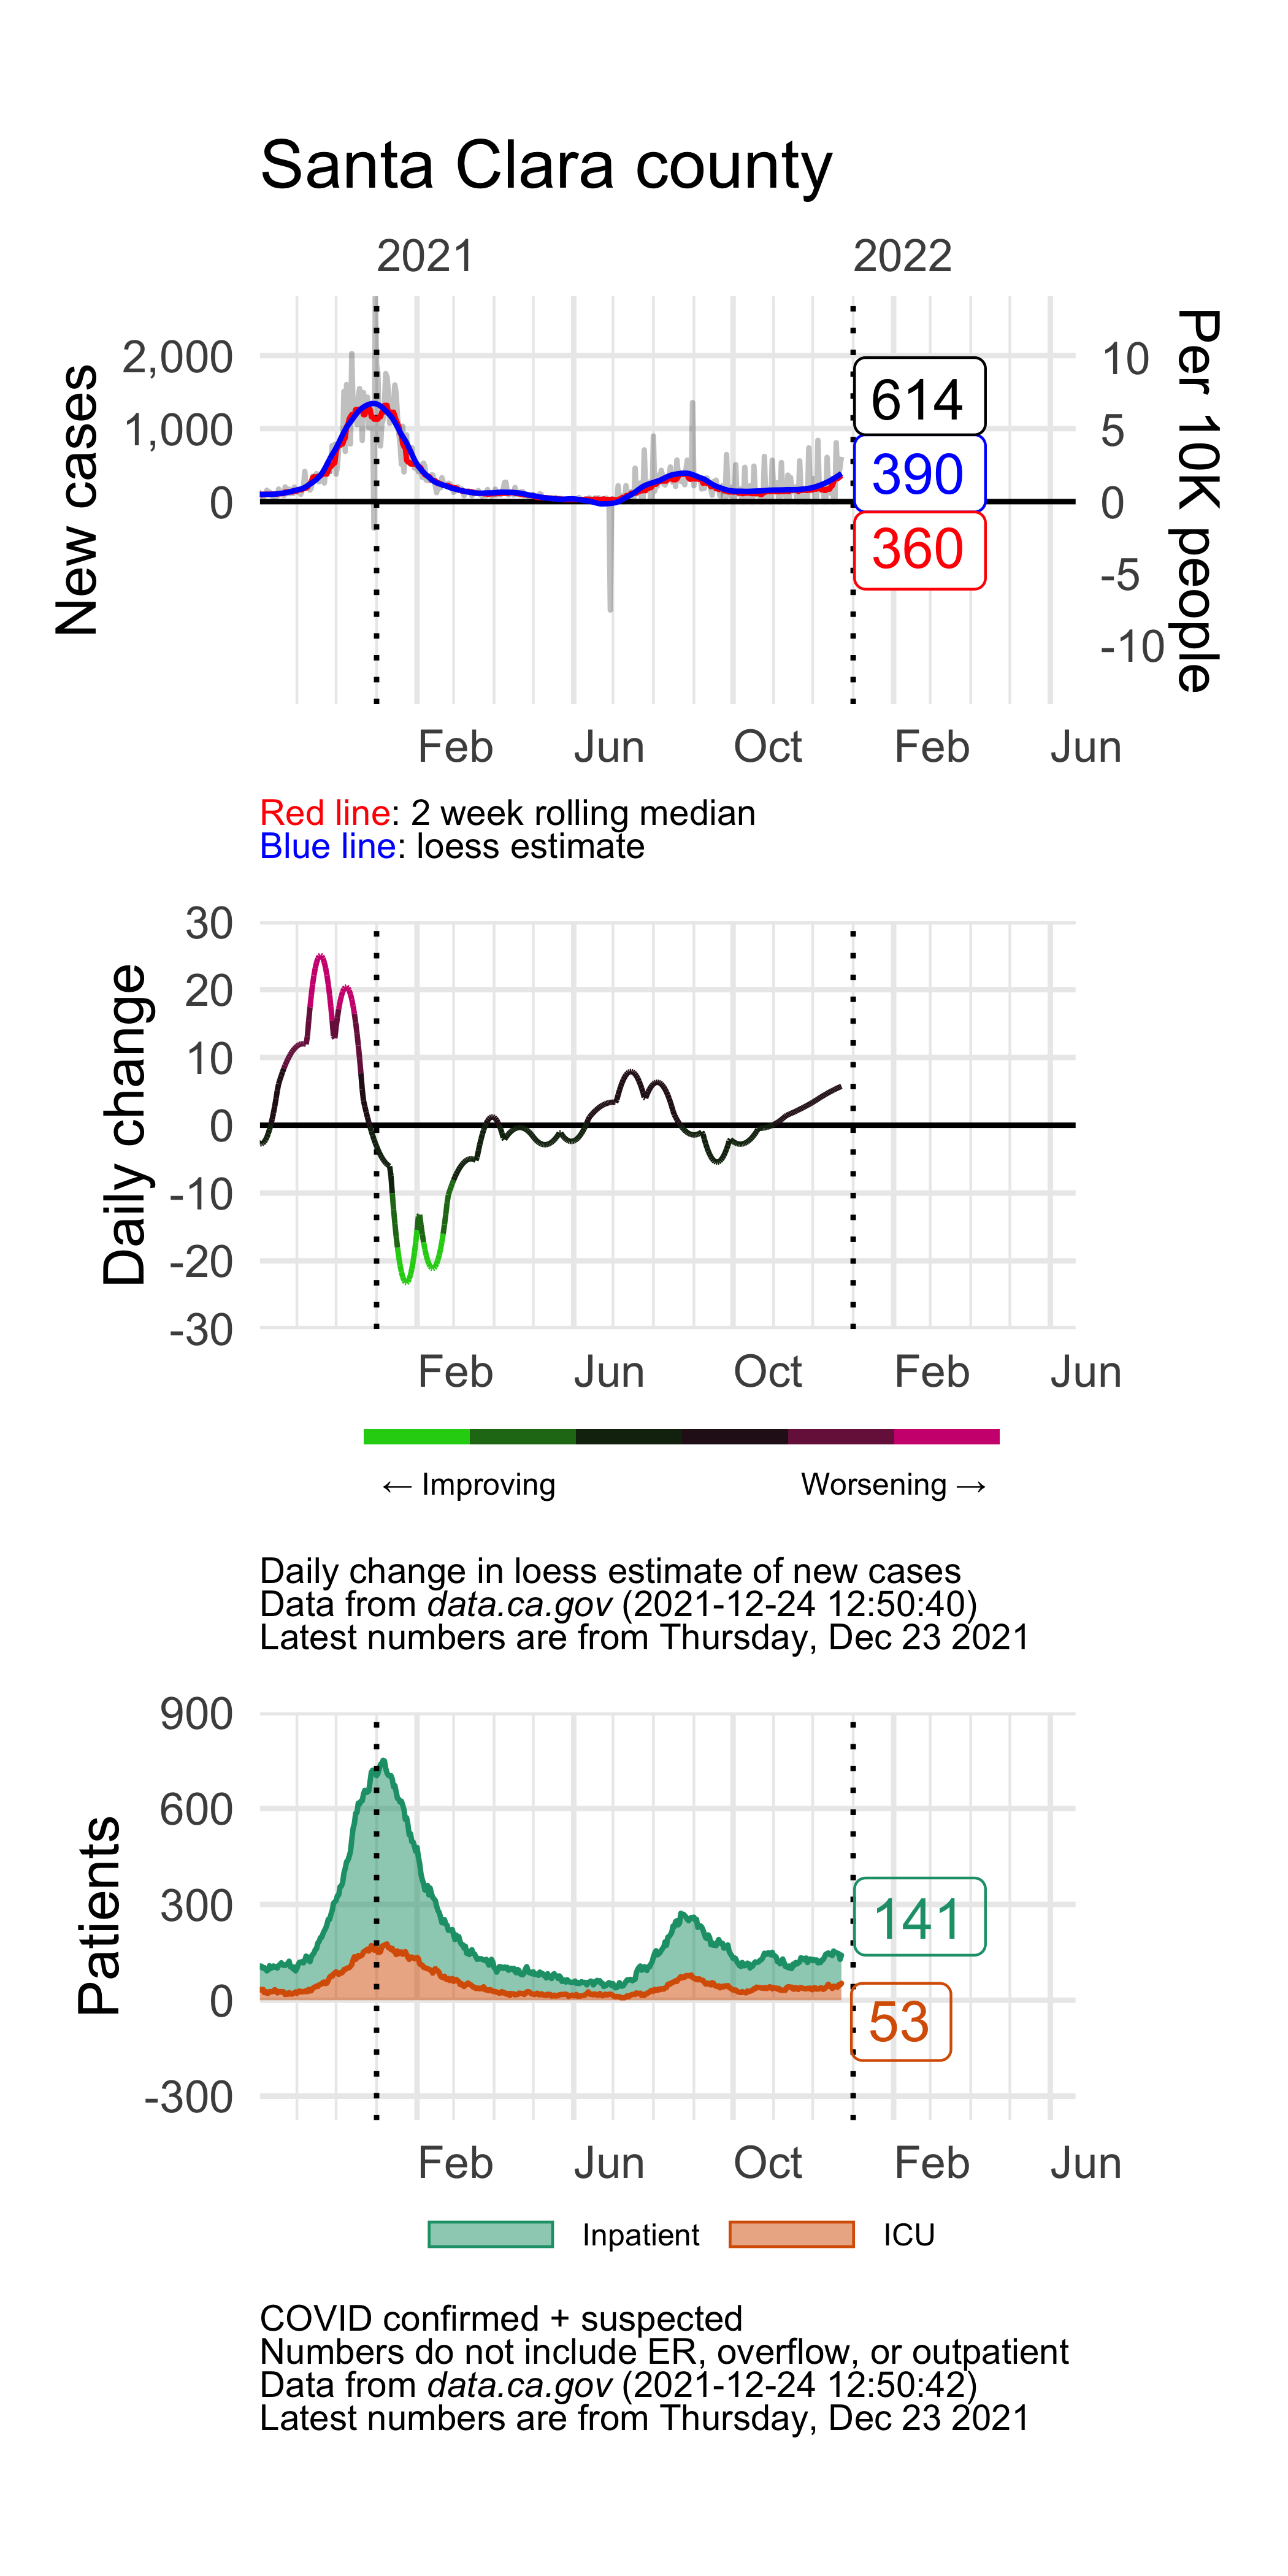 Santa Clara county
2021 2022
New cases
2,000
1,000
0
10
5
0
-5
-10
Per 10K people
614
390
360
Feb Jun Oct Feb Jun
Red line: 2 week rolling median
Blue line: loess estimate
Daily change
30
20
10
0
-10
-20
-30
Feb Jun Oct Feb Jun
← Improving Worsening →
Daily change in loess estimate of new cases
Data from data.ca.gov (2021-12-24 12:50:40)
Latest numbers are from Thursday, Dec 23 2021
Patients
900
600
300
0
-300
141
53
Feb Jun Oct Feb Jun
Inpatient ICU
COVID confirmed + suspected
Numbers do not include ER, overflow, or outpatient
Data from data.ca.gov (2021-12-24 12:50:42)
Latest numbers are from Thursday, Dec 23 2021